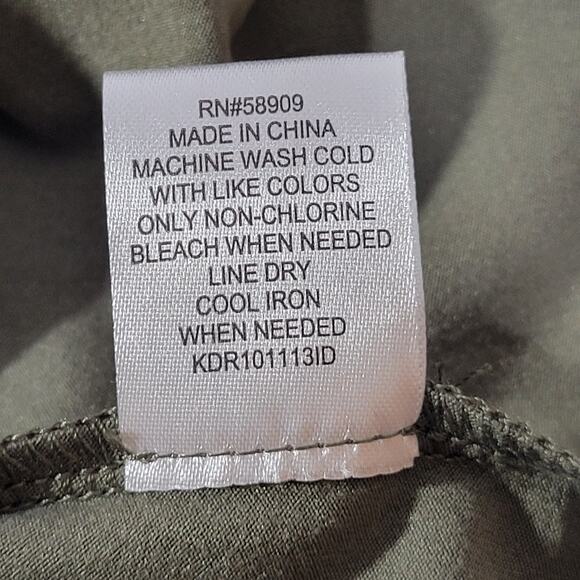 RN#58909
MADE IN CHINA
MACHINE WASH COLD
WITH LIKE COLORS
ONLY NON-CHLORINE
BLEACH WHEN NEEDED
LINE DRY
COOL IRON
WHEN NEEDED
KDR101113ID